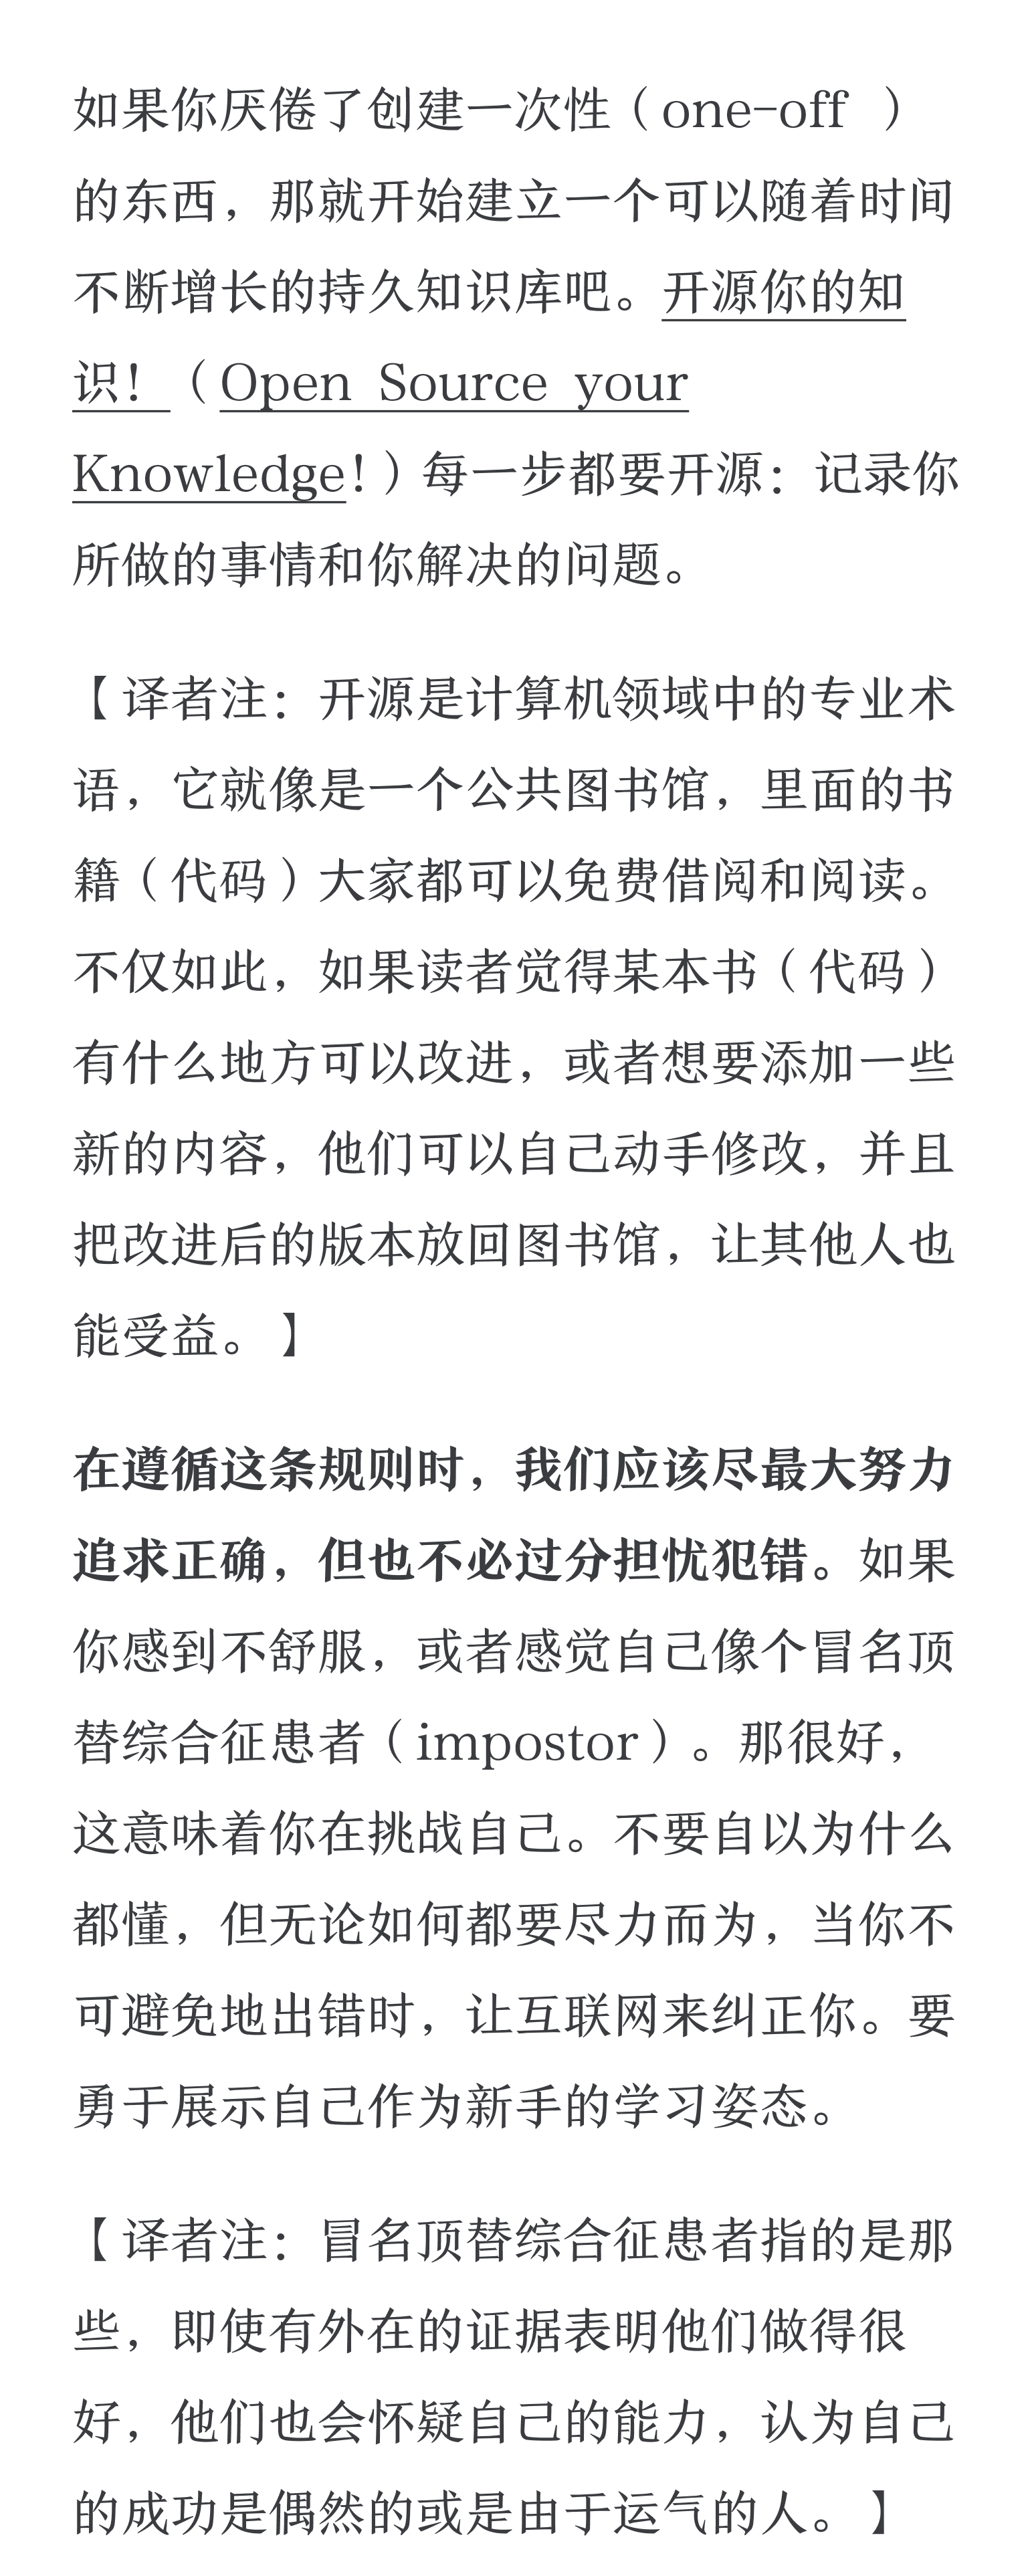 如果你厌倦了创建一次性（one-off ）
的东西，那就开始建立一个可以随着时间
不断增长的持久知识库吧。开源你的知
识！（Open Source your
Knowledge!）每一步都要开源：记录你
所做的事情和你解决的问题。
【译者注：开源是计算机领域中的专业术
语，它就像是一个公共图书馆，里面的书
籍（代码）大家都可以免费借阅和阅读。
不仅如此，如果读者觉得某本书（代码）
有什么地方可以改进，或者想要添加一些
新的内容，他们可以自己动手修改，并且
把改进后的版本放回图书馆，让其他人也
能受益。】
在遵循这条规则时，我们应该尽最大努力
追求正确，但也不必过分担忧犯错。如果
你感到不舒服，或者感觉自己像个冒名顶
替综合征患者（impostor）。那很好，
这意味着你在挑战自己。不要自以为什么
都懂，但无论如何都要尽力而为，当你不
可避免地出错时，让互联网来纠正你。要
勇于展示自己作为新手的学习姿态。
【译者注：冒名顶替综合征患者指的是那
些，即使有外在的证据表明他们做得很
好，他们也会怀疑自己的能力，认为自己
的成功是偶然的或是由于运气的人。】